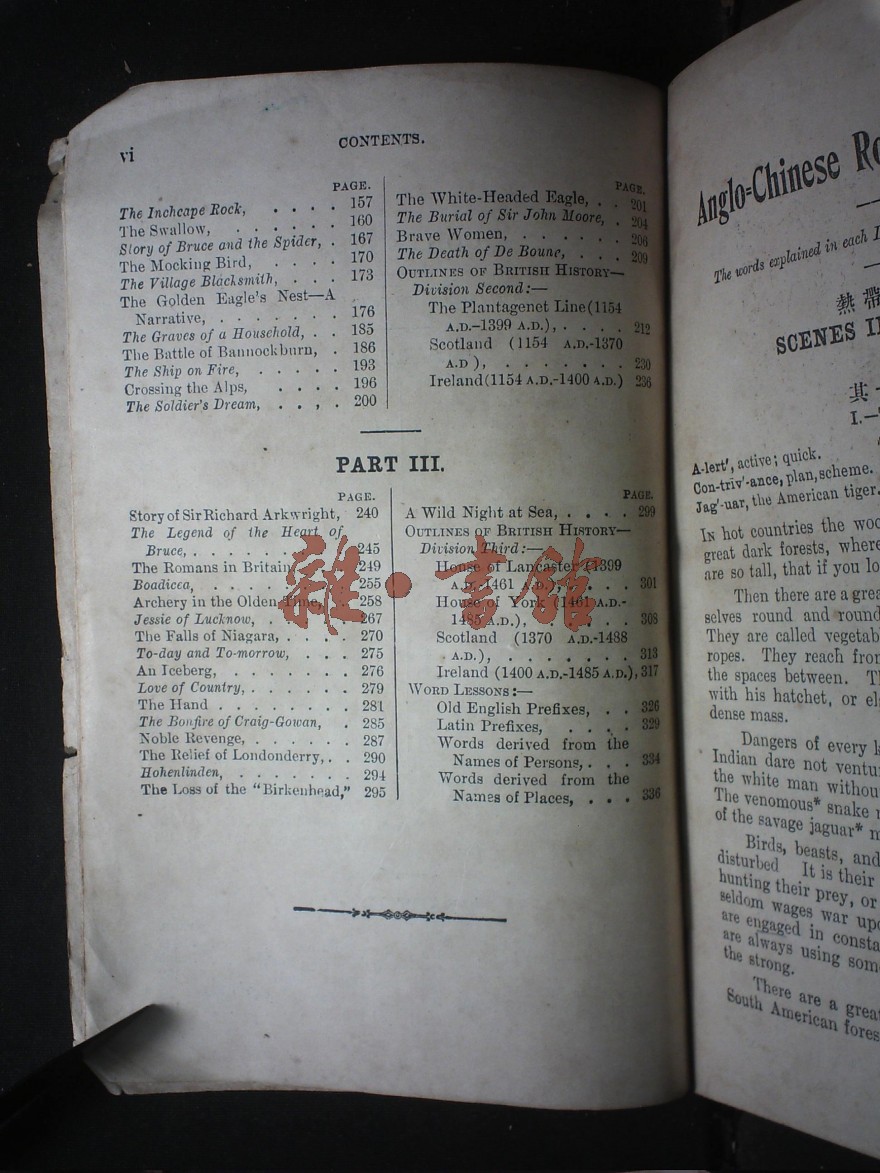 vi
CONTENTS.
PAGE.
The Inchcape Rock, . . . . 157
The Swallow, . . . . . . 160
Story of Bruce and the Spider, . 167
The Mocking Bird, . . . . 170
The Village Blacksmith, . . . 173
The Golden Eagle's Nest—A
Narrative, . . . . . . . 176
The Graves of a Household, . . 185
The Battle of Bannockburn, . 186
The Ship on Fire, . . . . . 193
Crossing the Alps, . . . . 196
The Soldier's Dream, . . . . 200
PAGE.
The White-Headed Eagle, . . 201
The Burial of Sir John Moore, . 204
Brave Women, . . . . . . 206
The Death of De Boune, . . . 209
OUTLINES OF BRITISH HISTORY—
Division Second:—
The Plantagenet Line(1154
A.D.-1399 A.D.), . . . . 212
Scotland (1154 A.D.-1370
A.D ), . . . . . . . 230
Ireland(1154 A.D.-1400 A.D.) 236
PART III.
PAGE.
Story of Sir Richard Arkwright, 240
The Legend of the Heart of
Bruce, . . . . . . . . 245
The Romans in Britain, 249
Boadicea, . . . . . . . 255
Archery in the Olden Time, . 258
Jessie of Lucknow, . . . . 267
The Falls of Niagara, . . . . 270
To-day and To-morrow, . . . 275
An Iceberg, . . . . . . . 276
Love of Country, . . . . . . 279
The Hand . . . . . . . . 281
The Bonfire of Craig-Gowan, . 285
Noble Revenge, . . . . . . 287
The Relief of Londonderry, . . 290
Hohenlinden, . . . . . . . 294
The Loss of the "Birkenhead," 295
PAGE.
A Wild Night at Sea, . . . . 299
OUTLINES OF BRITISH HISTORY—
Division Third:—
House of Lancaster (1399
A.D.-1461 A.D.), . . . . 301
House of York (1461 A.D.-
1485 A.D.), . . . . . . 308
Scotland (1370 A.D.-1488
A.D.), . . . . . . . 313
Ireland (1400 A.D.-1485 A.D.), 317
WORD LESSONS:—
Old English Prefixes, . . 326
Latin Prefixes, . . . . 329
Words derived from the
Names of Persons, . . . 334
Words derived from the
Names of Places, . . . 336
雜·書館
Anglo=Chinese
The words explained in each
熱帶
SCENES
其
I.—
A-lert', active; quick.
Con-triv'-ance, plan, scheme.
Jag'-uar, the American tiger.
IN hot countries the
great dark forests, where
are so tall, that if you
Then there are a
selves round and round
They are called
ropes. They reach
the spaces between.
with his hatchet, or
dense mass.
Dangers of every
Indian dare not
the white man
The venomous* snake
of the savage jaguar*
Birds, beasts, and
disturbed It is their
hunting their prey, or
seldom wages war
are engaged in
are always using
the strong.
There are a
South American